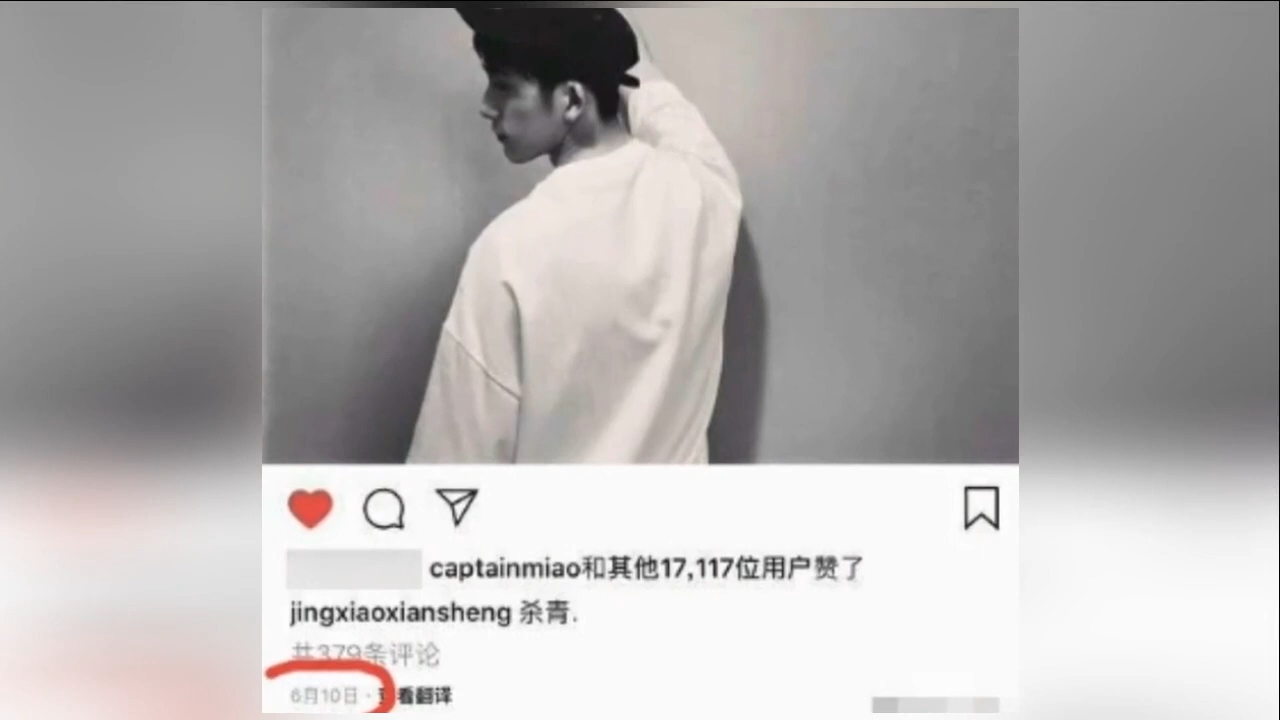 captainmiao和其他17,117位用户赞了
jingxiaoxiansheng 杀青.
共379条评论
6月10日 · 查看翻译